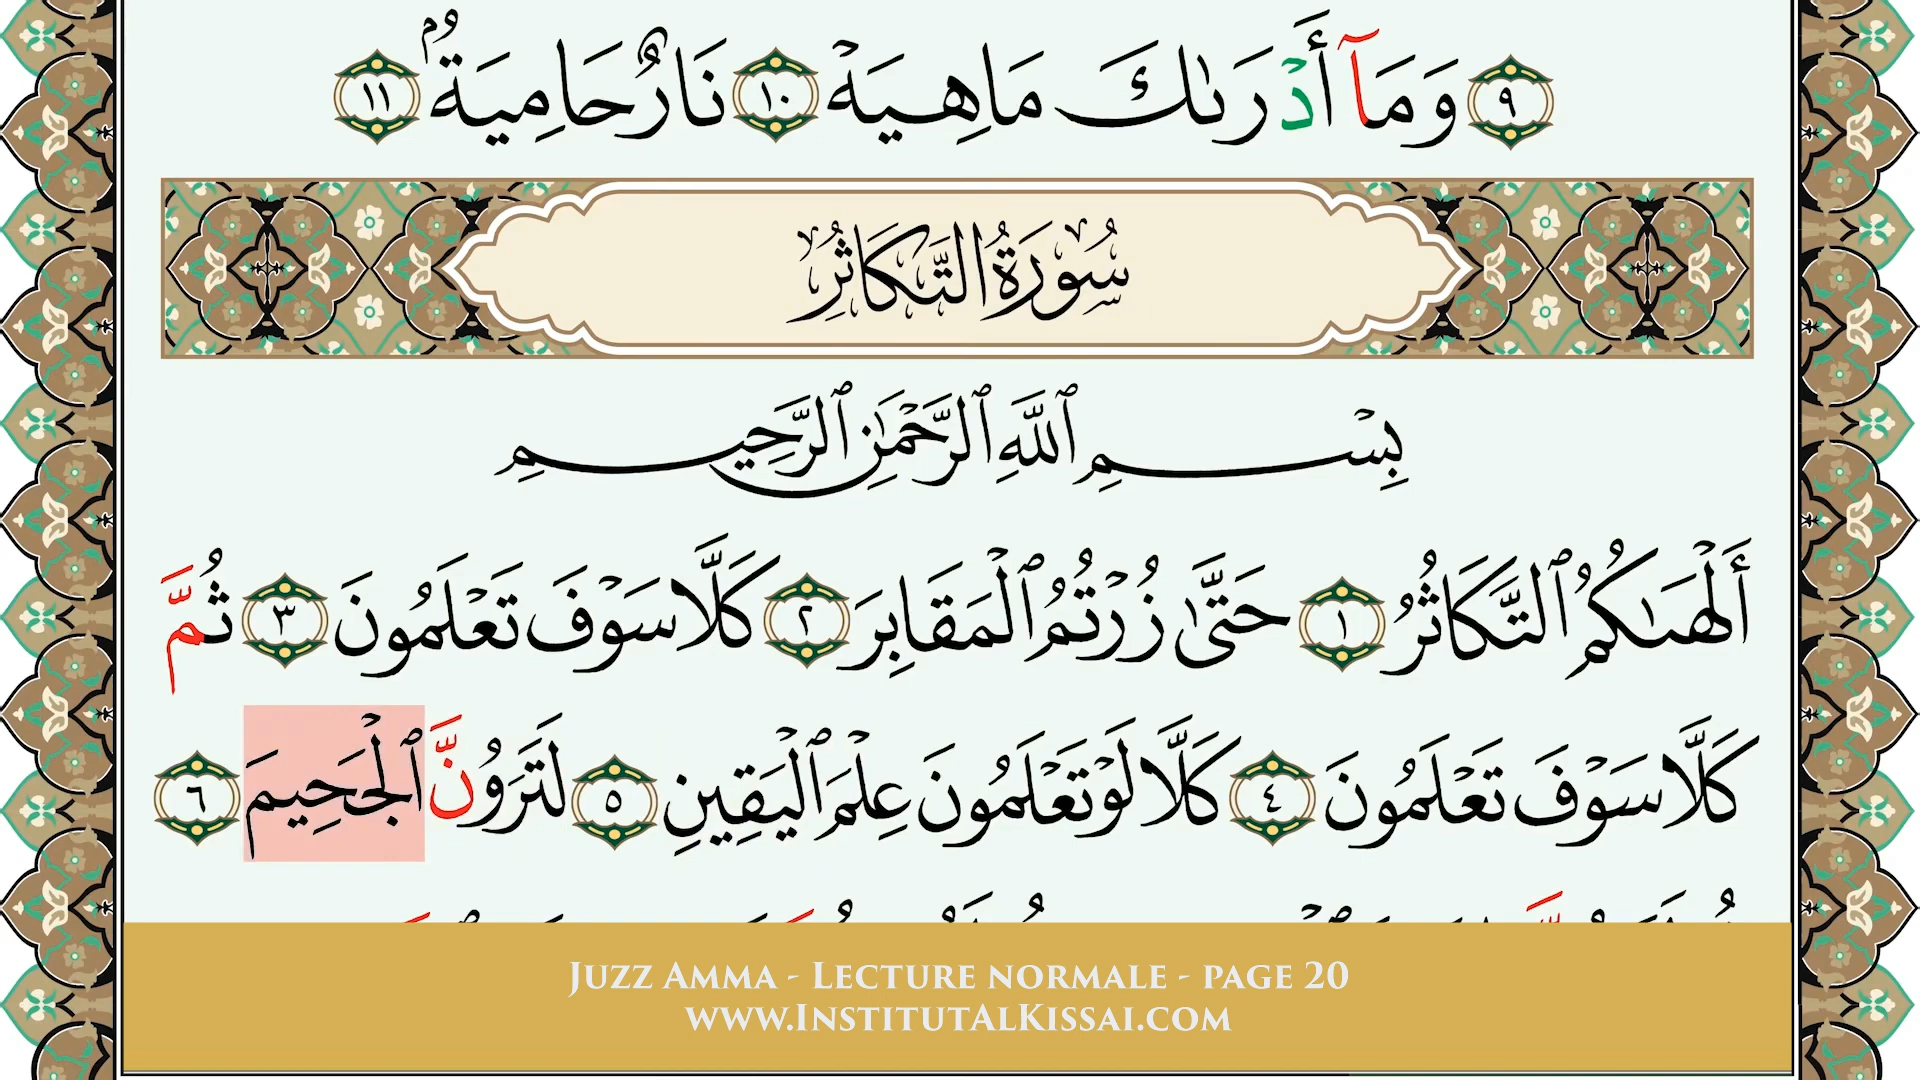 ٩ وَمَآ أَدْرَىٰكَ مَاهِيَهْ ١٠ نَارٌ حَامِيَةٌۢ ١١
سُورَةُ التَّكَاثُرِ
بِسْمِ ٱللَّهِ ٱلرَّحْمَٰنِ ٱلرَّحِيمِ
أَلْهَىٰكُمُ ٱلتَّكَاثُرُ ١ حَتَّىٰ زُرْتُمُ ٱلْمَقَابِرَ ٢ كَلَّا سَوْفَ تَعْلَمُونَ ٣ ثُمَّ
كَلَّا سَوْفَ تَعْلَمُونَ ٤ كَلَّا لَوْ تَعْلَمُونَ عِلْمَ ٱلْيَقِينِ ٥ لَتَرَوُنَّ ٱلْجَحِيمَ ٦
Juzz Amma - Lecture normale - page 20
www.InstitutAlKissai.com